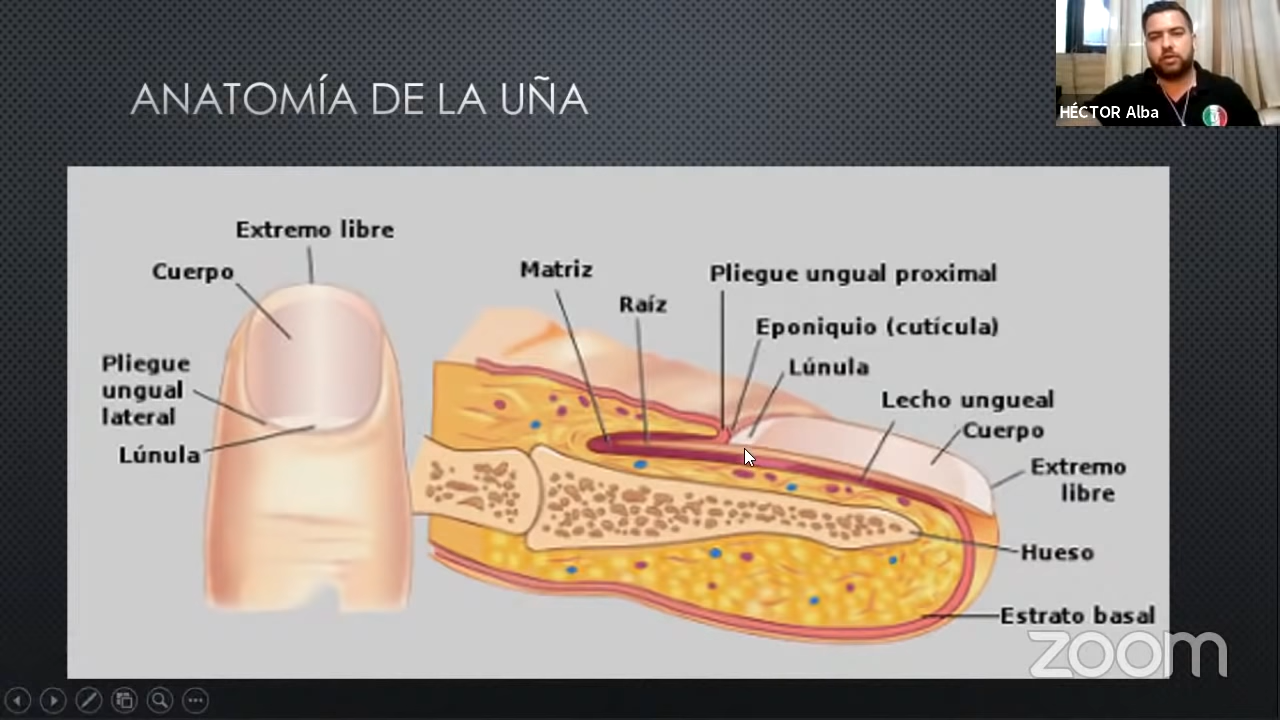 ANATOMÍA DE LA UÑA
HÉCTOR Alba
Extremo libre
Cuerpo
Pliegue
ungual
lateral
Lúnula
Matriz
Raíz
Pliegue ungual proximal
Eponiquio (cutícula)
Lúnula
Lecho ungueal
Cuerpo
Extremo
libre
Hueso
Estrato basal
zoom